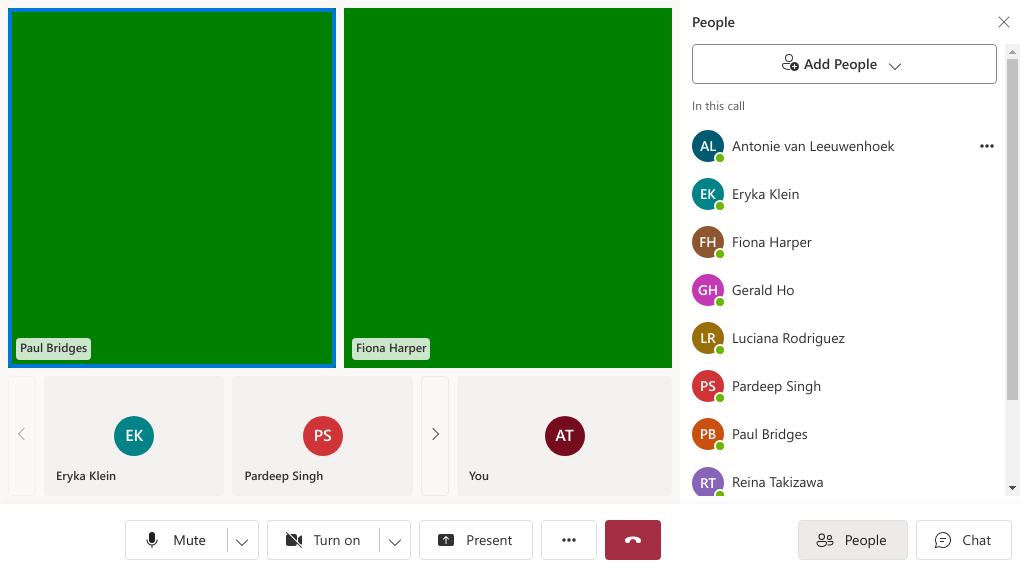 Paul Bridges
Fiona Harper
EK
Eryka Klein
PS
Pardeep Singh
AT
You
People
Add People
In this call
AL Antonie van Leeuwenhoek
EK Eryka Klein
FH Fiona Harper
GH Gerald Ho
LR Luciana Rodriguez
PS Pardeep Singh
PB Paul Bridges
RT Reina Takizawa
Mute
Turn on
Present
People
Chat